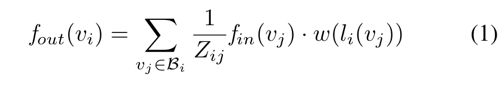 f_{out}(v_i) = \sum_{v_j \in \mathcal{B}_i} \frac{1}{Z_{ij}} f_{in}(v_j) \cdot w(l_i(v_j)) (1)